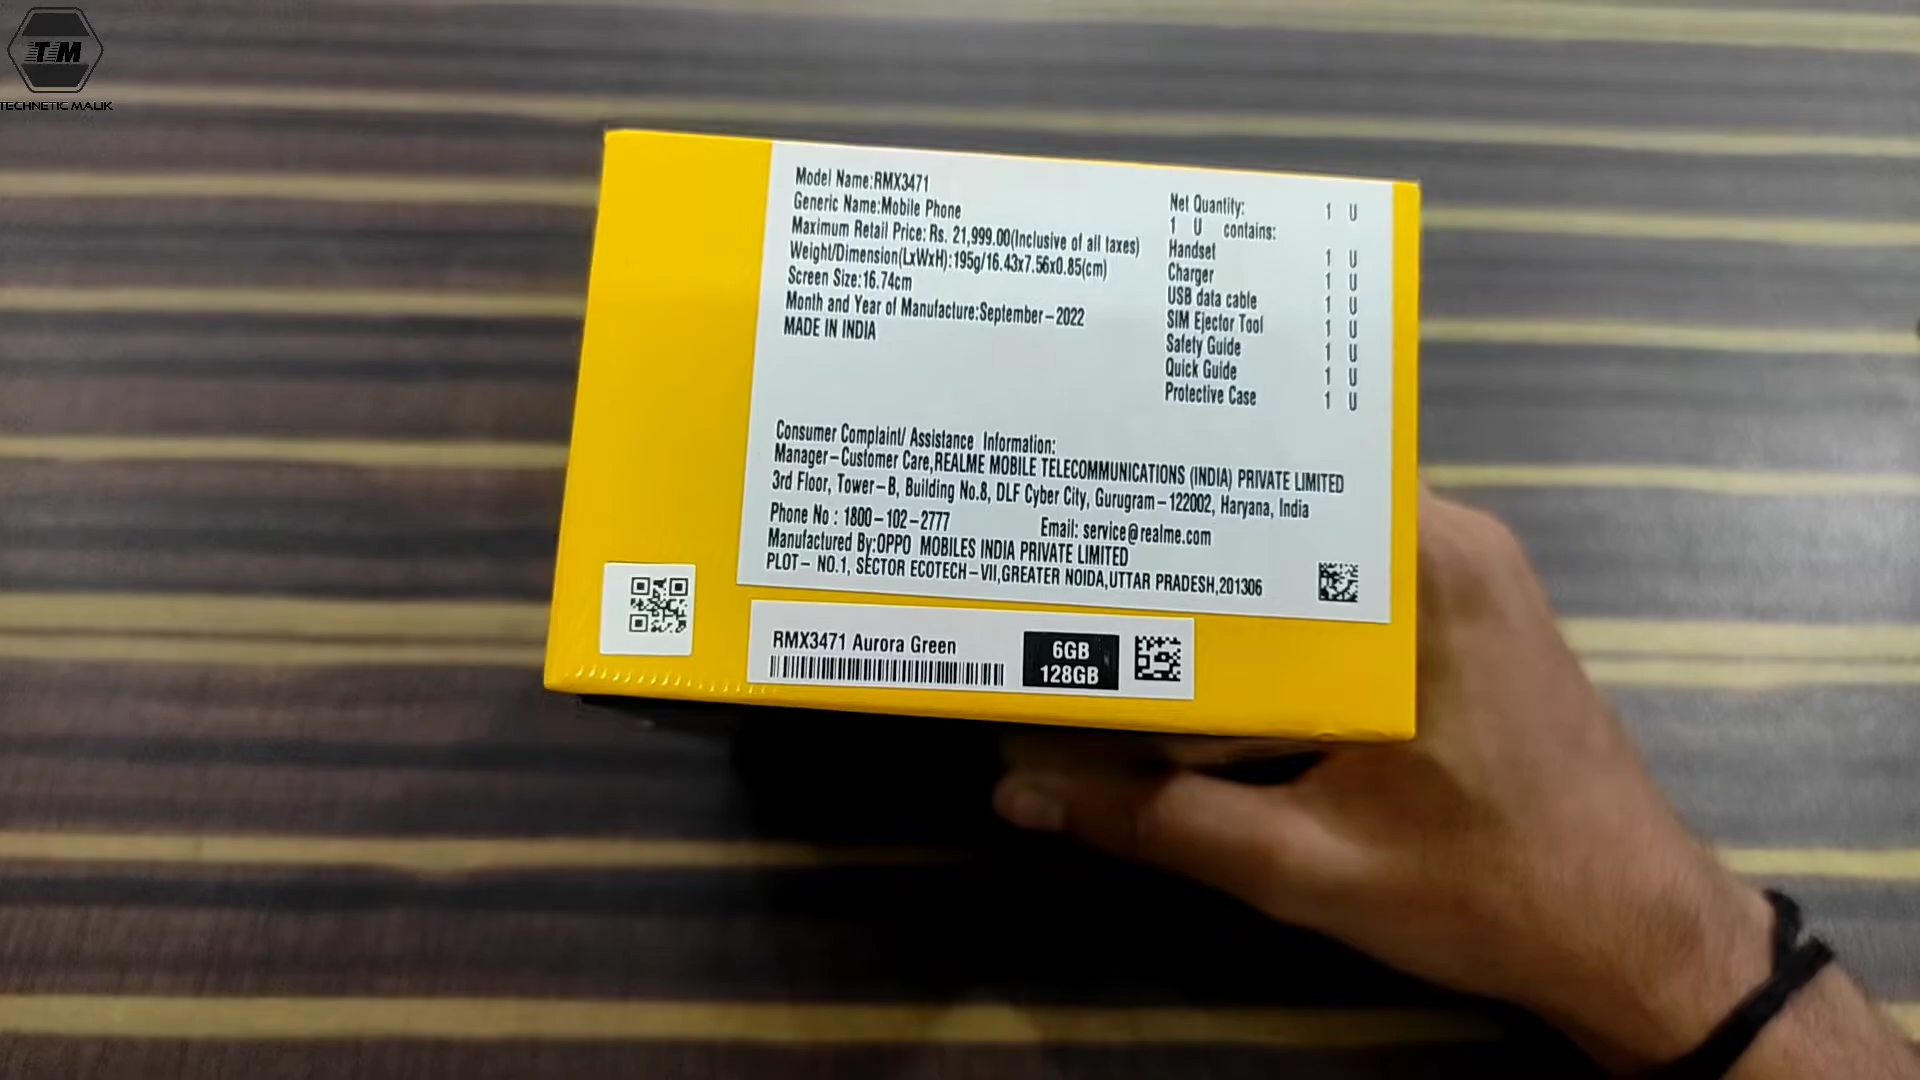 TM
TECHNETIC MALIK
Model Name:RMX3471
Generic Name:Mobile Phone
Maximum Retail Price: Rs. 21,999.00(Inclusive of all taxes)
Weight/Dimension(LxWxH):195g/16.43x7.56x0.85(cm)
Screen Size:16.74cm
Month and Year of Manufacture:September-2022
MADE IN INDIA
Net Quantity: 1 U
1 U contains:
Handset 1 U
Charger 1 U
USB data cable 1 U
SIM Ejector Tool 1 U
Safety Guide 1 U
Quick Guide 1 U
Protective Case 1 U
Consumer Complaint/ Assistance Information:
Manager-Customer Care,REALME MOBILE TELECOMMUNICATIONS (INDIA) PRIVATE LIMITED
3rd Floor, Tower-B, Building No.8, DLF Cyber City, Gurugram-122002, Haryana, India
Phone No : 1800-102-2777 Email: service@realme.com
Manufactured By:OPPO MOBILES INDIA PRIVATE LIMITED
PLOT- NO.1, SECTOR ECOTECH-VII,GREATER NOIDA,UTTAR PRADESH,201306
RMX3471 Aurora Green
6GB
128GB